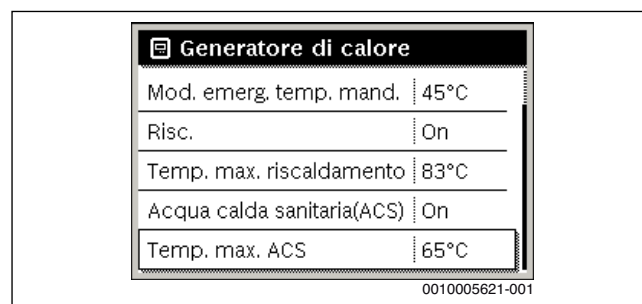 Generatore di calore
Mod. emerg. temp. mand. 45°C
Risc. On
Temp. max. riscaldamento 83°C
Acqua calda sanitaria(ACS) On
Temp. max. ACS 65°C
0010005621-001